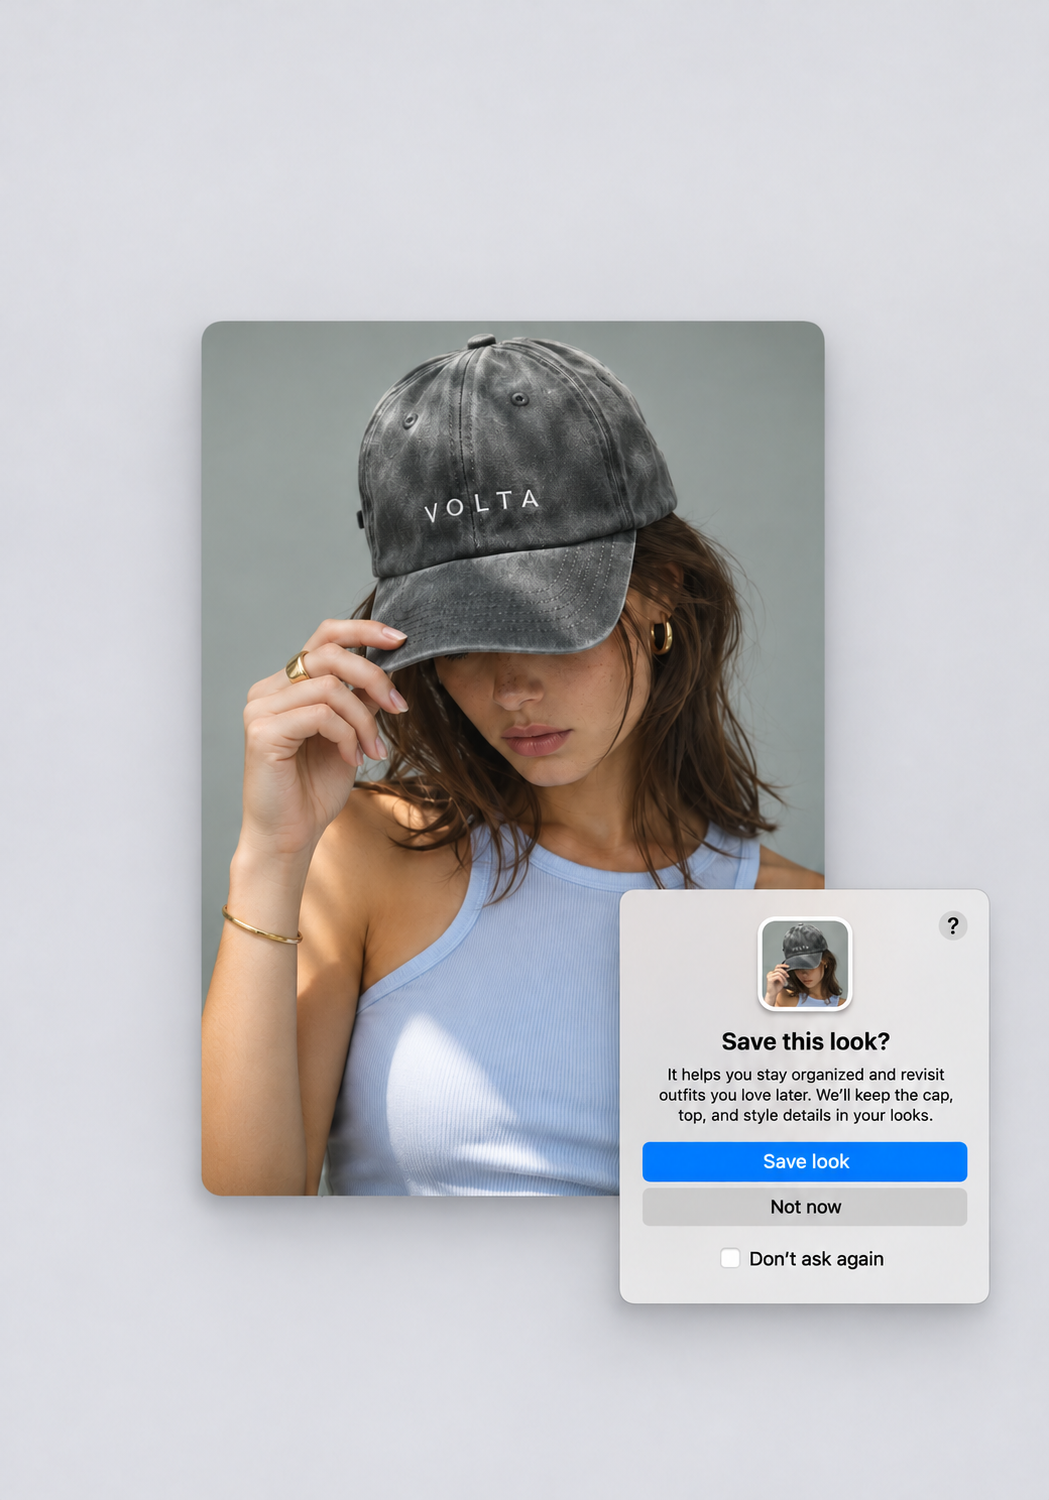 VOLTA
?
VOLTA
Save this look?
It helps you stay organized and revisit
outfits you love later. We’ll keep the cap,
top, and style details in your looks.
Save look
Not now
Don’t ask again